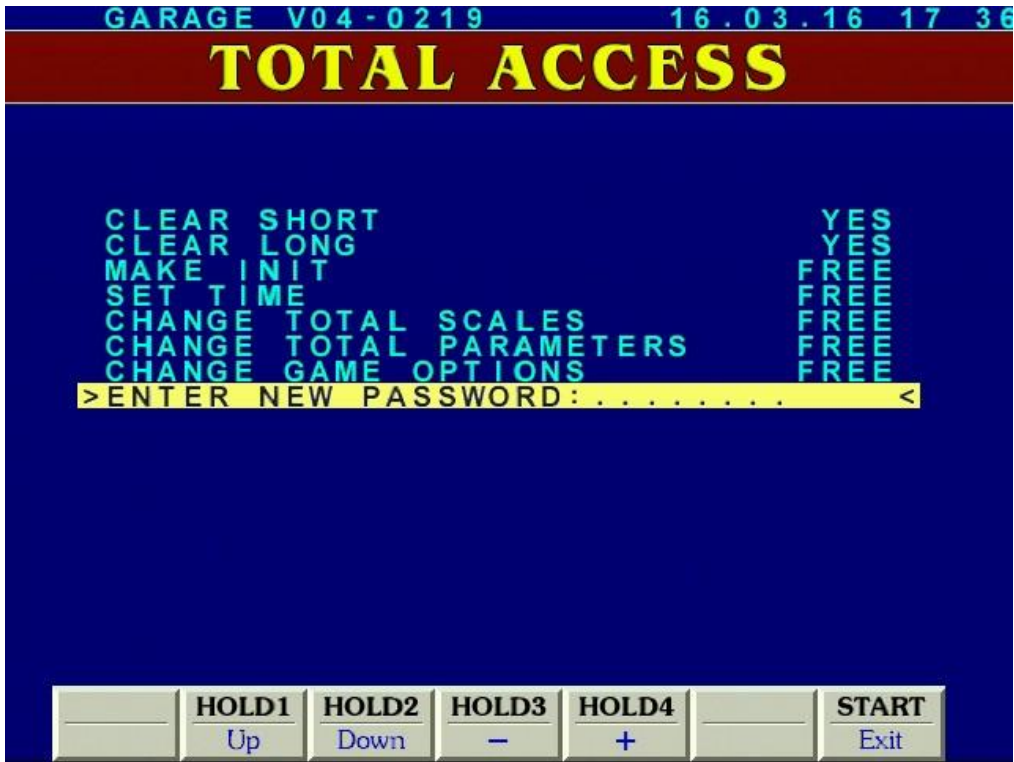 GARAGE V04-0219 16.03.16 17 36
TOTAL ACCESS
CLEAR SHORT YES
CLEAR LONG YES
MAKE INIT FREE
SET TIME FREE
CHANGE TOTAL SCALES FREE
CHANGE TOTAL PARAMETERS FREE
CHANGE GAME OPTIONS FREE
>ENTER NEW PASSWORD:........ <
HOLD1 HOLD2 HOLD3 HOLD4 START
Up Down – + Exit